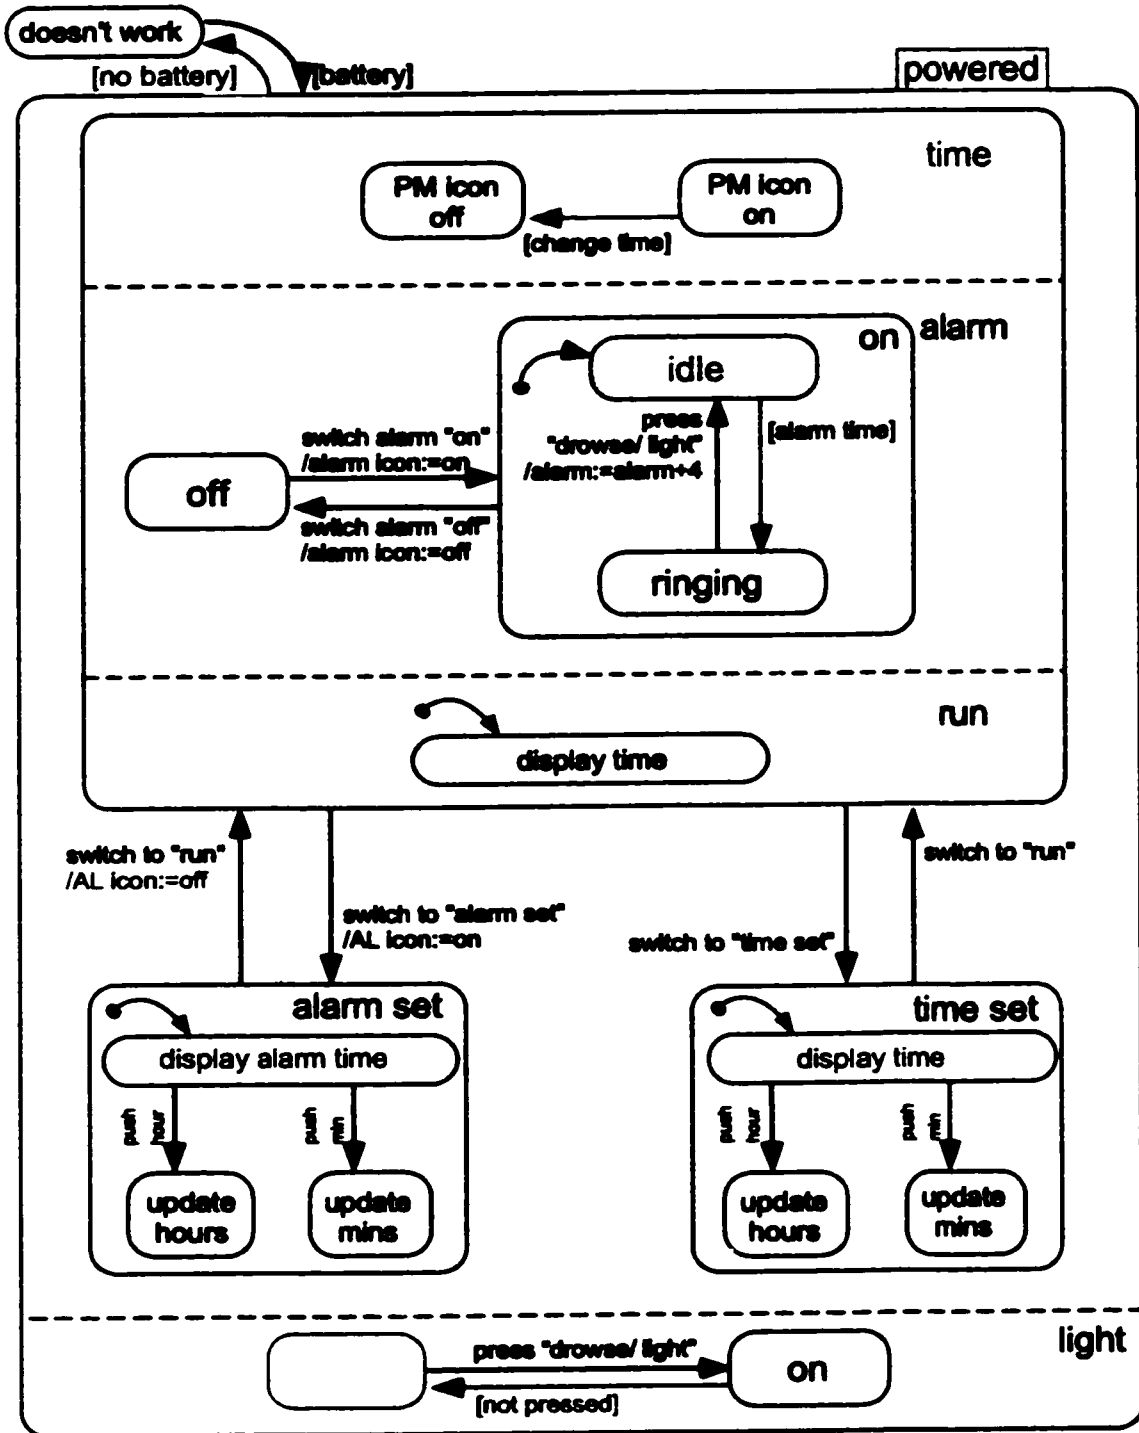 doesn't work
[no battery]
[battery]
powered
time
PM icon
off
PM icon
on
[change time]
on
alarm
idle
press
"drowse/ light"
/alarm:=alarm+4
[alarm time]
switch alarm "on"
/alarm icon:=on
off
switch alarm "off"
/alarm icon:=off
ringing
run
display time
switch to "run"
/AL icon:=off
switch to "alarm set"
/AL icon:=on
switch to "time set"
switch to "run"
alarm set
display alarm time
push
hour
push
min
update
hours
update
mins
time set
display time
push
hour
push
min
update
hours
update
mins
light
press "drowse/ light"
on
[not pressed]